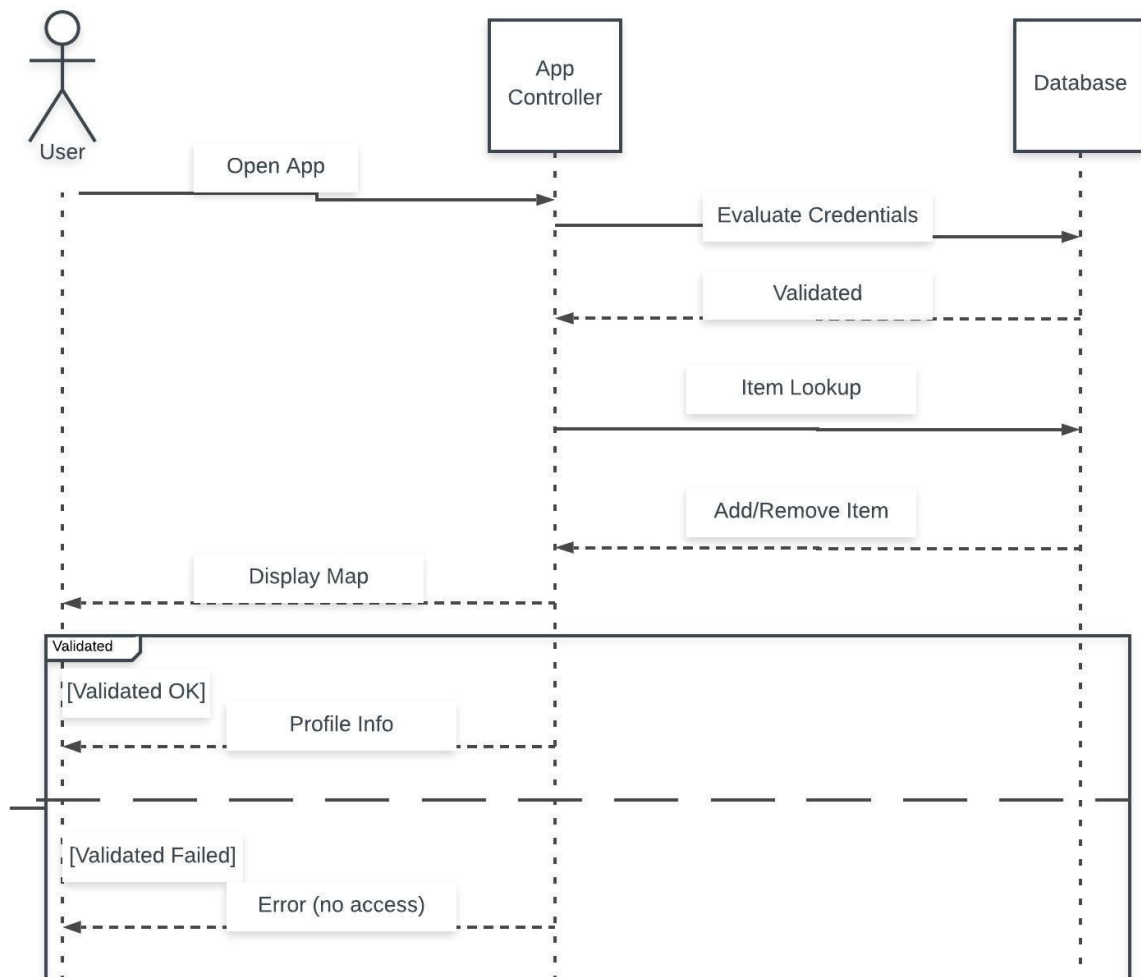 User
App
Controller
Database
Open App
Evaluate Credentials
Validated
Item Lookup
Add/Remove Item
Display Map
Validated
[Validated OK]
Profile Info
[Validated Failed]
Error (no access)